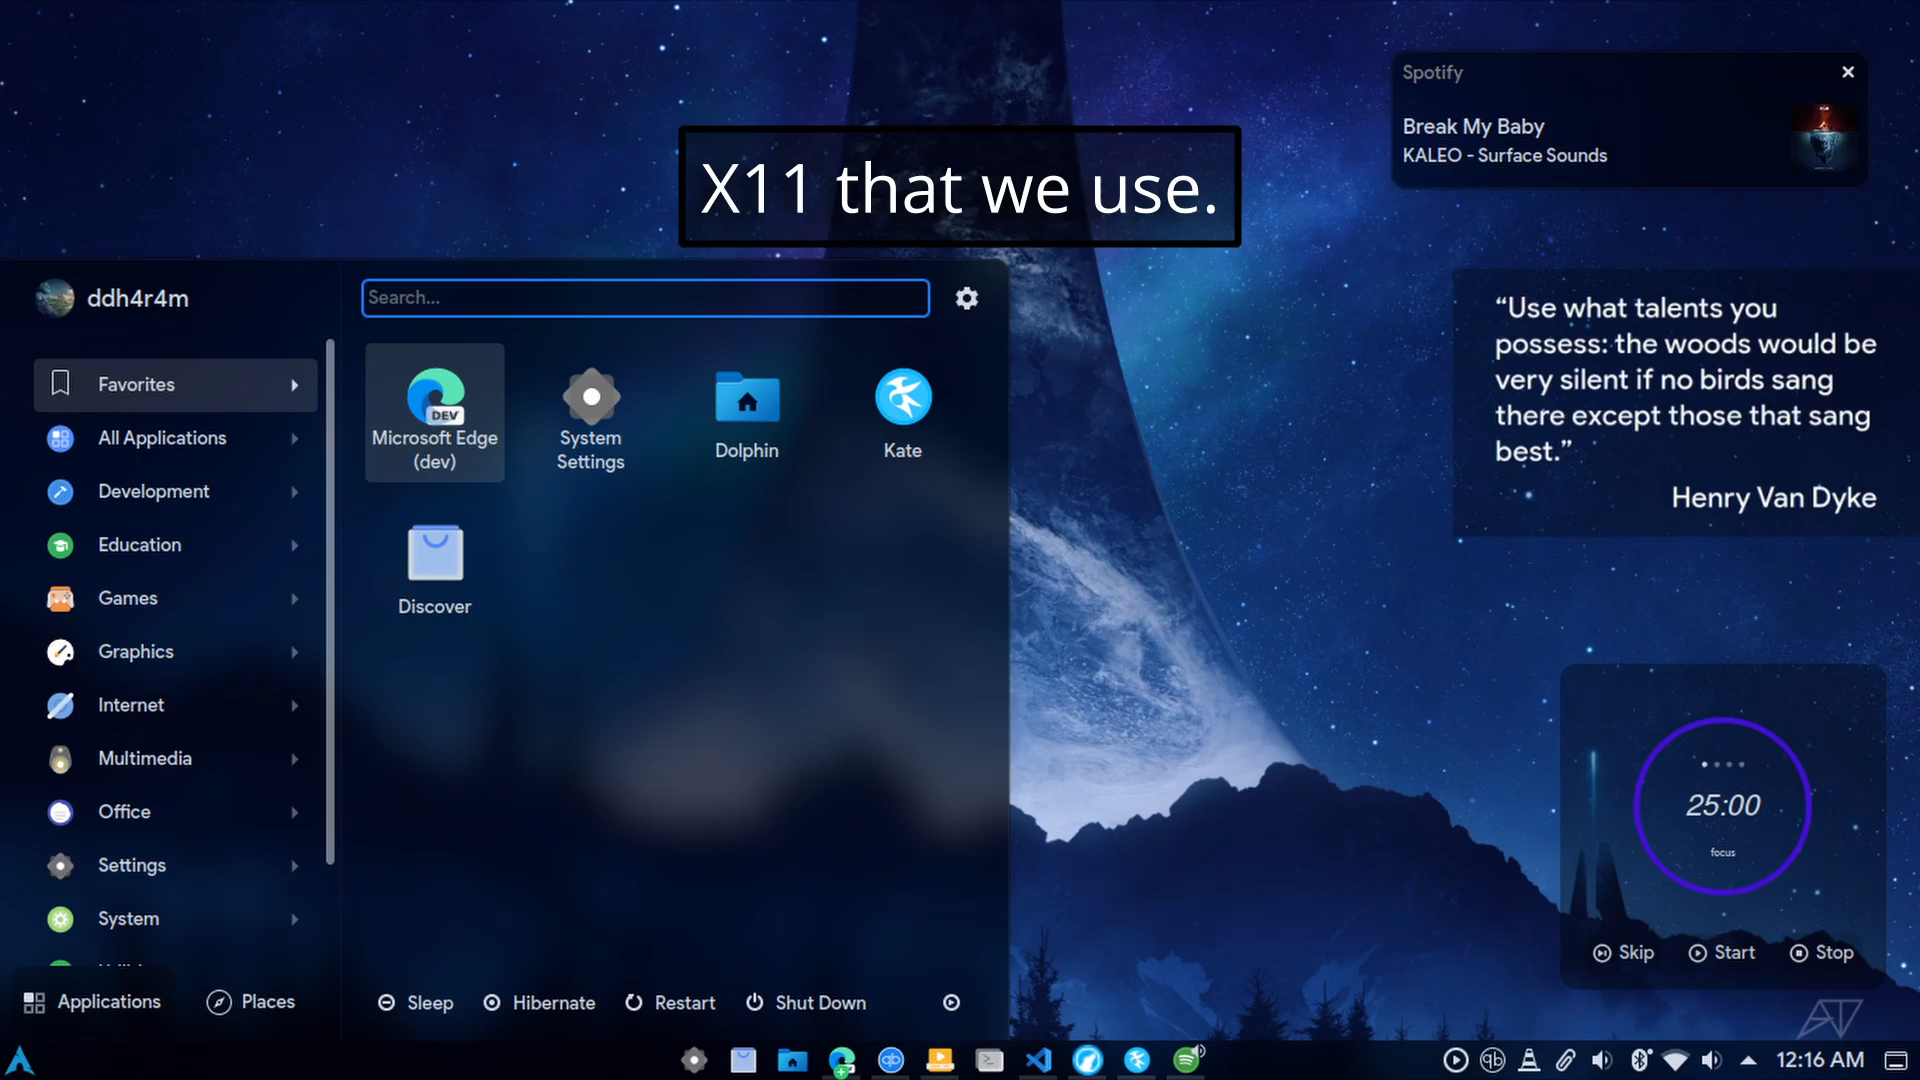 Spotify
Break My Baby
KALEO - Surface Sounds
X11 that we use.
ddh4r4m
Search...
Favorites
All Applications
Development
Education
Games
Graphics
Internet
Multimedia
Office
Settings
System
Applications
Places
Microsoft Edge
(dev)
DEV
System
Settings
Dolphin
Kate
Discover
Sleep
Hibernate
Restart
Shut Down
“Use what talents you
possess: the woods would be
very silent if no birds sang
there except those that sang
best.”
Henry Van Dyke
25:00
focus
Skip
Start
Stop
qb
qb
12:16 AM